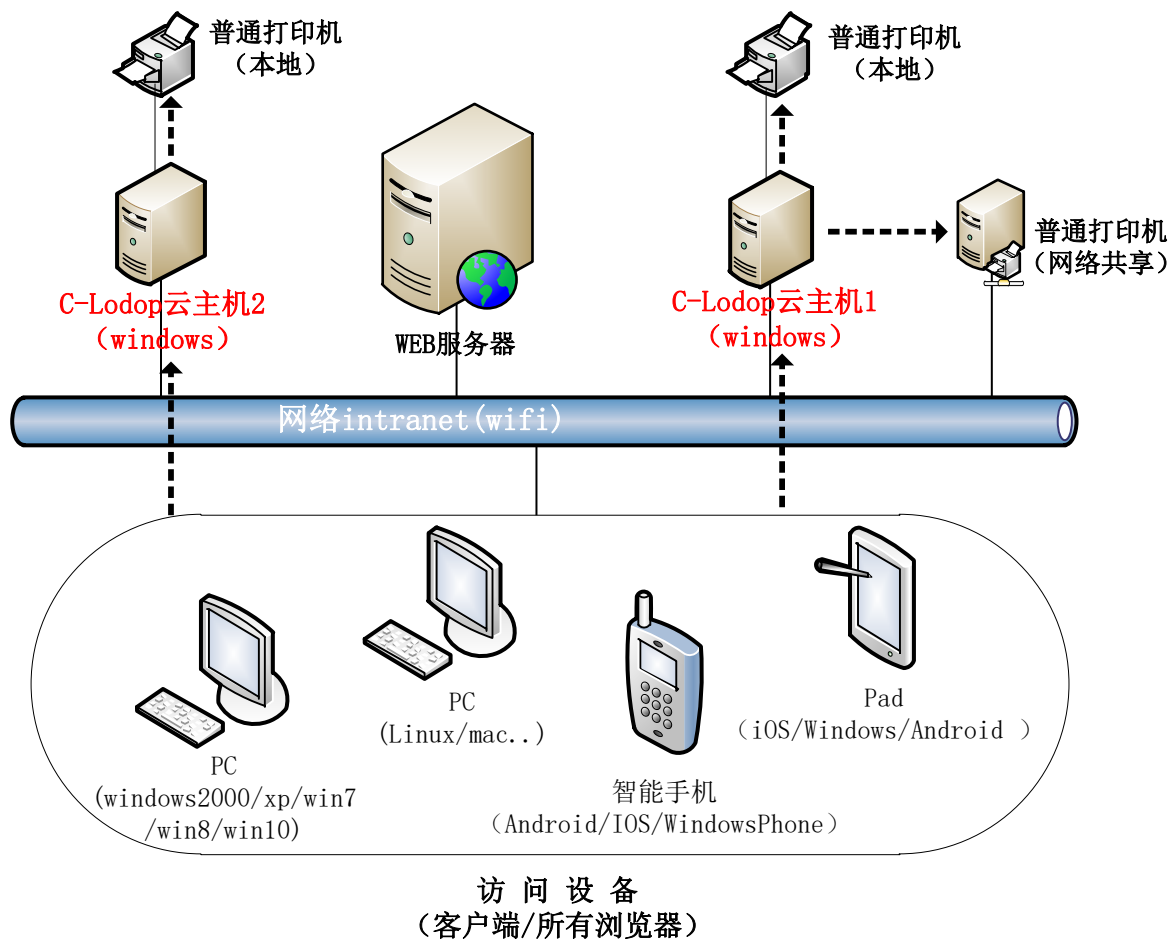 普通打印机
（本地）
普通打印机
（本地）
普通打印机
（网络共享）
C-Lodop云主机2
（windows）
WEB服务器
C-Lodop云主机1
（windows）
网络intranet(wifi)
PC
(windows2000/xp/win7
/win8/win10)
PC
(Linux/mac..)
智能手机
（Android/IOS/WindowsPhone）
Pad
（iOS/Windows/Android ）
访 问 设 备
（客户端/所有浏览器）